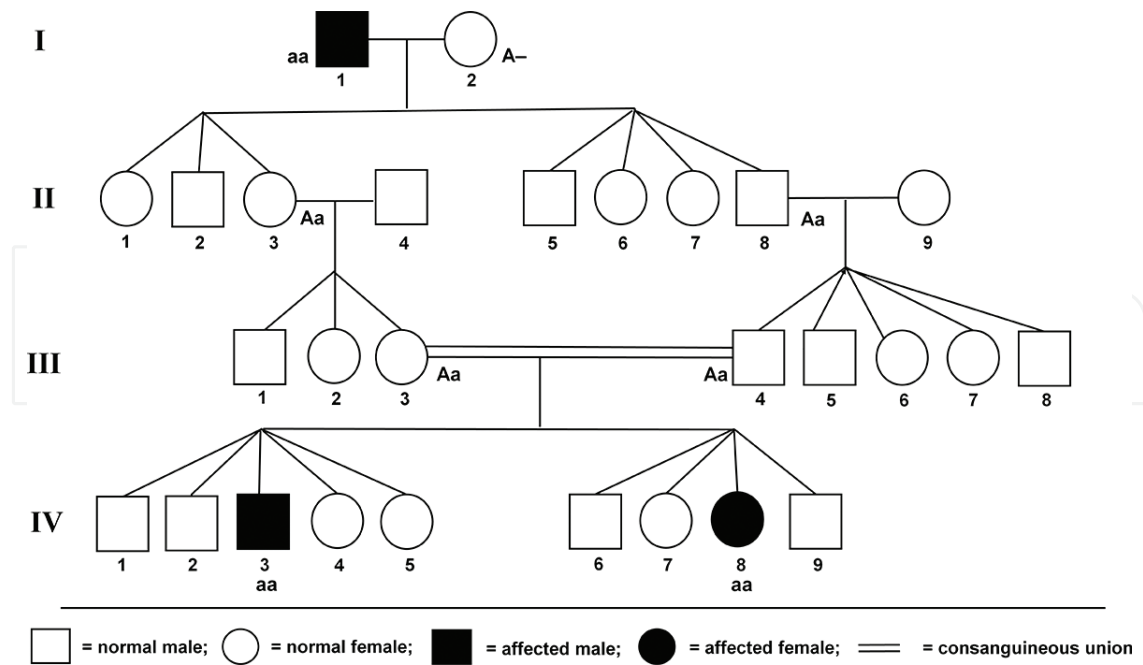 I
aa
A–
1
2
II
Aa
Aa
1
2
3
4
5
6
7
8
9
III
Aa
Aa
1
2
3
4
5
6
7
8
IV
1
2
3
4
5
6
7
8
9
aa
aa
= normal male; = normal female; = affected male; = affected female; = consanguineous union